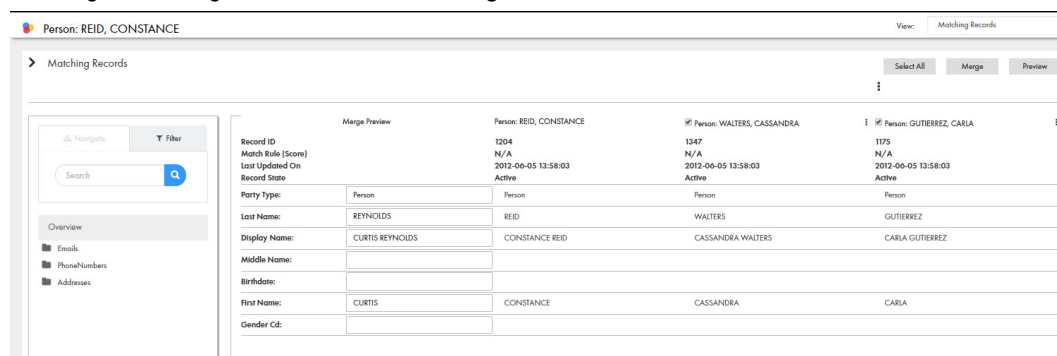 Person: REID, CONSTANCE View: Matching Records
Matching Records Select All Merge Preview
Navigate Filter
Search
Overview
Emails
PhoneNumbers
Addresses
Merge Preview Person: REID, CONSTANCE Person: WALTERS, CASSANDRA Person: GUTIERREZ, CARLA
Record ID 1204 1347 1175
Match Rule (Score) N/A N/A N/A
Last Updated On 2012-06-05 13:58:03 2012-06-05 13:58:03 2012-06-05 13:58:03
Record State Active Active Active
Party Type: Person Person Person Person
Last Name: REYNOLDS REID WALTERS GUTIERREZ
Display Name: CURTIS REYNOLDS CONSTANCE REID CASSANDRA WALTERS CARLA GUTIERREZ
Middle Name:
Birthdate:
First Name: CURTIS CONSTANCE CASSANDRA CARLA
Gender Cd: